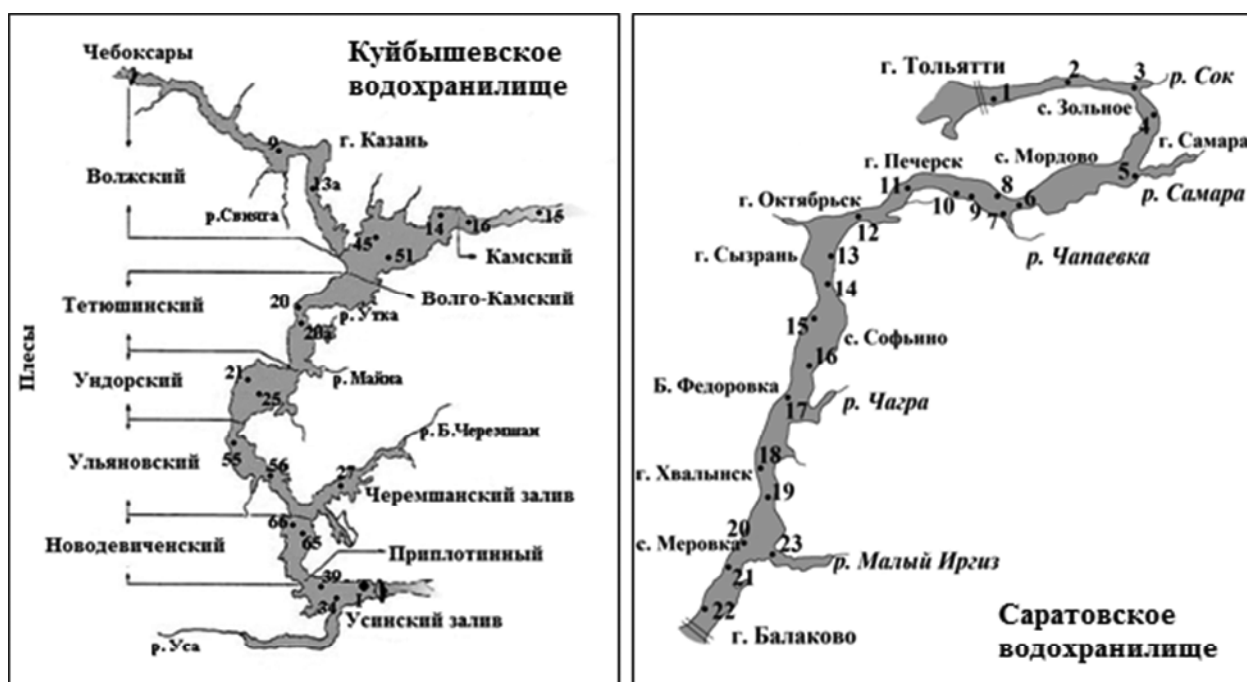 Куйбышевское
водохранилище
Чебоксары
9
г. Казань
Волжский
13а
р.Свияга
14
16
15
45
51
Камский
Тетюшинский
20
р. Утка
Волго-Камский
Плесы
Ундорский
21
25
р. Майна
р. Б.Черемшан
Ульяновский
55
56
27
Черемшанский залив
Новодевиченский
66
65
Приплотинный
39
34
1
Усинский залив
р. Уса
г. Тольятти
1
2
3
р. Сок
с. Зольное
4
г. Самара
г. Печерск
с. Мордово
5
р. Самара
11
10
9
8
7
6
г. Октябрьск
12
р. Чапаевка
г. Сызрань
13
14
15
с. Софьино
16
Б. Федоровка
17
р. Чагра
18
г. Хвалынск
19
20
с. Меровка
23
р. Малый Иргиз
21
22
г. Балаково
Саратовское
водохранилище